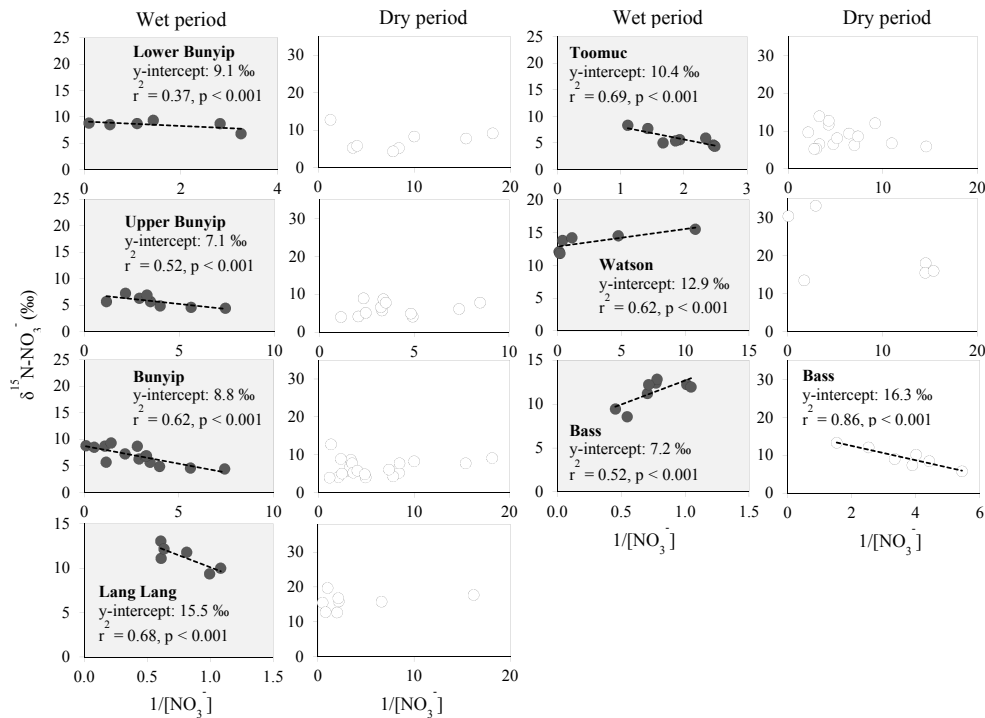 Wet period
Dry period
Wet period
Dry period
δ¹⁵N-NO₃⁻ (‰)
25
20
15
10
5
0
Lower Bunyip
y-intercept: 9.1 ‰
r² = 0.37, p < 0.001
0 2 4
30
20
10
0
0 10 20
25
20
15
10
5
0
Toomuc
y-intercept: 10.4 ‰
r² = 0.69, p < 0.001
0 1 2 3
30
20
10
0
0 10 20
25
20
15
10
5
0
Upper Bunyip
y-intercept: 7.1 ‰
r² = 0.52, p < 0.001
0 5 10
30
20
10
0
0 5 10
20
15
10
5
0
Watson
y-intercept: 12.9 ‰
r² = 0.62, p < 0.001
0 5 10 15
30
20
10
0
0 10 20
25
20
15
10
5
0
Bunyip
y-intercept: 8.8 ‰
r² = 0.62, p < 0.001
0 5 10
30
20
10
0
0 10 20
15
10
5
0
Bass
y-intercept: 7.2 ‰
r² = 0.52, p < 0.001
0.0 0.5 1.0 1.5
1/[NO₃⁻]
30
20
10
0
Bass
y-intercept: 16.3 ‰
r² = 0.86, p < 0.001
0 2 4 6
1/[NO₃⁻]
15
10
5
0
Lang Lang
y-intercept: 15.5 ‰
r² = 0.68, p < 0.001
0.0 0.5 1.0 1.5
1/[NO₃⁻]
30
20
10
0
0 10 20
1/[NO₃⁻]